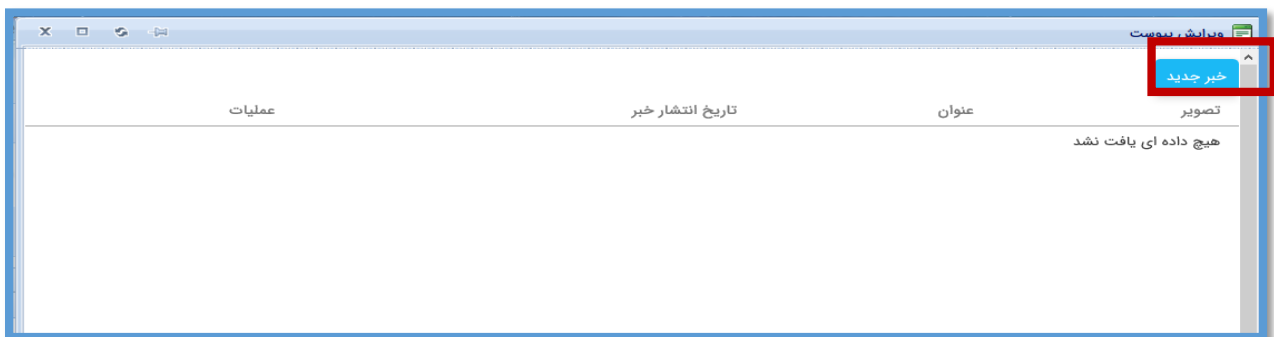 ویرایش پیوست
خبر جدید
تصویر عنوان تاریخ انتشار خبر عملیات
هیچ داده ای یافت نشد